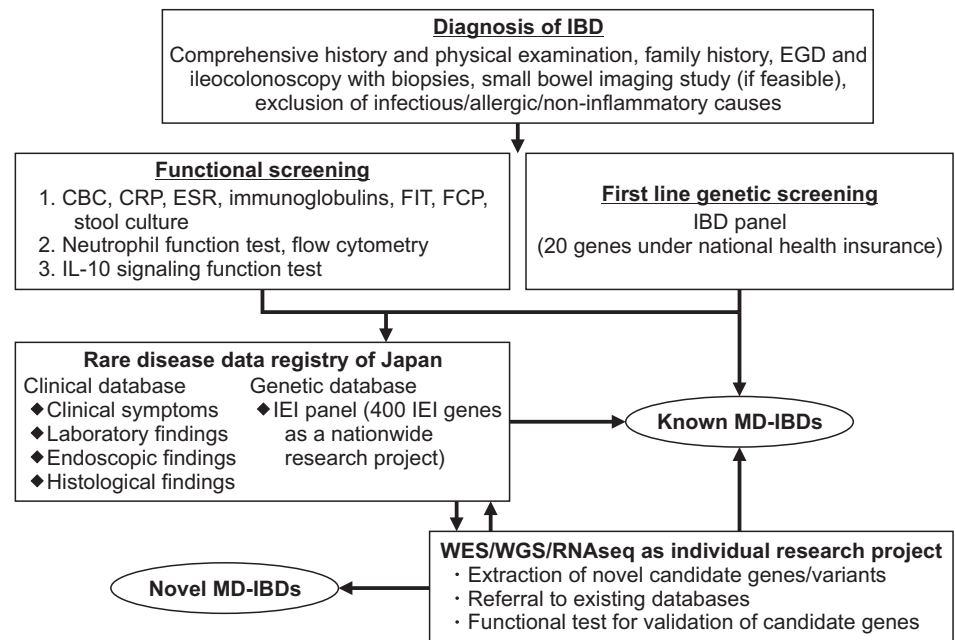 Diagnosis of IBD
Comprehensive history and physical examination, family history, EGD and
ileocolonoscopy with biopsies, small bowel imaging study (if feasible),
exclusion of infectious/allergic/non-inflammatory causes
Functional screening
1. CBC, CRP, ESR, immunoglobulins, FIT, FCP,
stool culture
2. Neutrophil function test, flow cytometry
3. IL-10 signaling function test
First line genetic screening
IBD panel
(20 genes under national health insurance)
Rare disease data registry of Japan
Clinical database
◆Clinical symptoms
◆Laboratory findings
◆Endoscopic findings
◆Histological findings
Genetic database
◆IEI panel (400 IEI genes
as a nationwide
research project)
Known MD-IBDs
WES/WGS/RNAseq as individual research project
・Extraction of novel candidate genes/variants
・Referral to existing databases
・Functional test for validation of candidate genes
Novel MD-IBDs